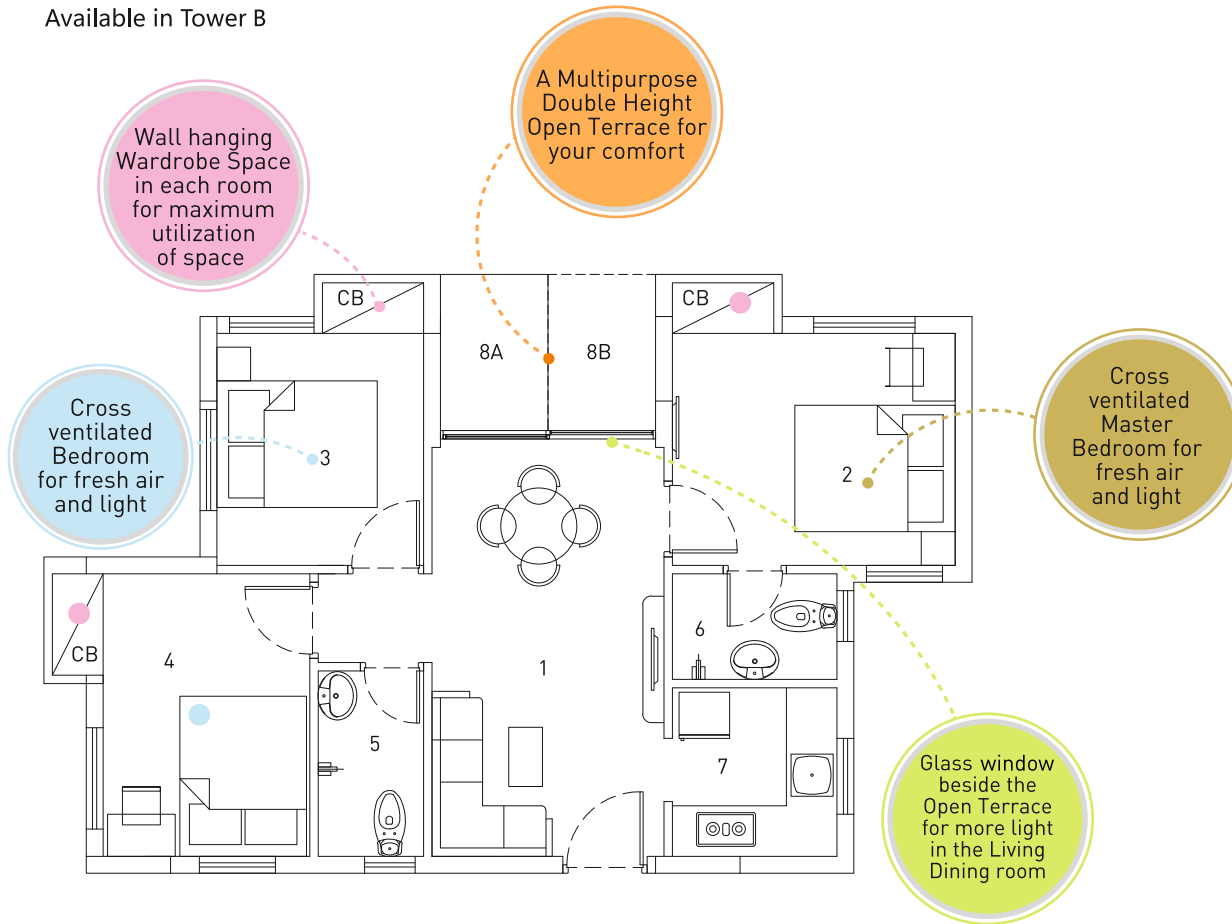 Available in Tower B
A Multipurpose
Double Height
Open Terrace for
your comfort
Wall hanging
Wardrobe Space
in each room
for maximum
utilization
of space
CB
CB
8A
8B
Cross
ventilated
Bedroom
for fresh air
and light
Cross
ventilated
Master
Bedroom for
fresh air
and light
3
2
CB
4
6
1
5
7
Glass window
beside the
Open Terrace
for more light
in the Living
Dining room